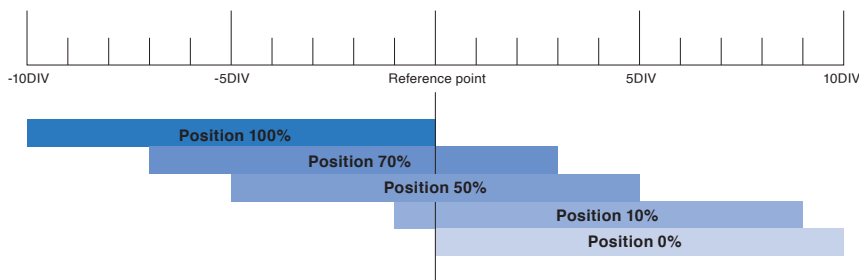 -10DIV -5DIV Reference point 5DIV 10DIV
Position 100%
Position 70%
Position 50%
Position 10%
Position 0%